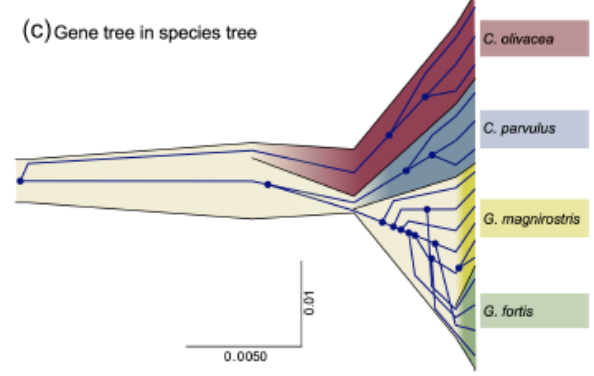 (c) Gene tree in species tree
C. olivacea
C. parvulus
G. magnirostris
G. fortis
0.01
0.0050